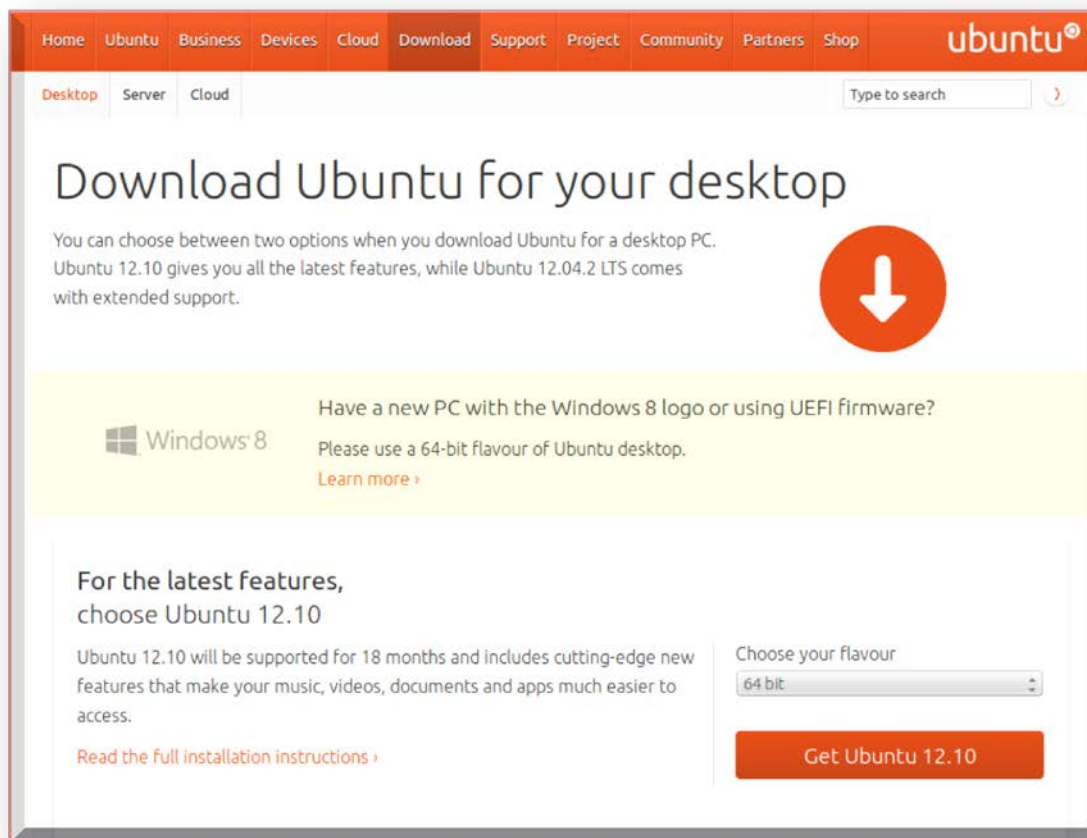 Home Ubuntu Business Devices Cloud Download Support Project Community Partners Shop ubuntu
Desktop Server Cloud Type to search
Download Ubuntu for your desktop
You can choose between two options when you download Ubuntu for a desktop PC.
Ubuntu 12.10 gives you all the latest features, while Ubuntu 12.04.2 LTS comes
with extended support.
Have a new PC with the Windows 8 logo or using UEFI firmware?
Windows 8
Please use a 64-bit flavour of Ubuntu desktop.
Learn more ›
For the latest features,
choose Ubuntu 12.10
Ubuntu 12.10 will be supported for 18 months and includes cutting-edge new
features that make your music, videos, documents and apps much easier to
access.
Read the full installation instructions ›
Choose your flavour
64 bit
Get Ubuntu 12.10